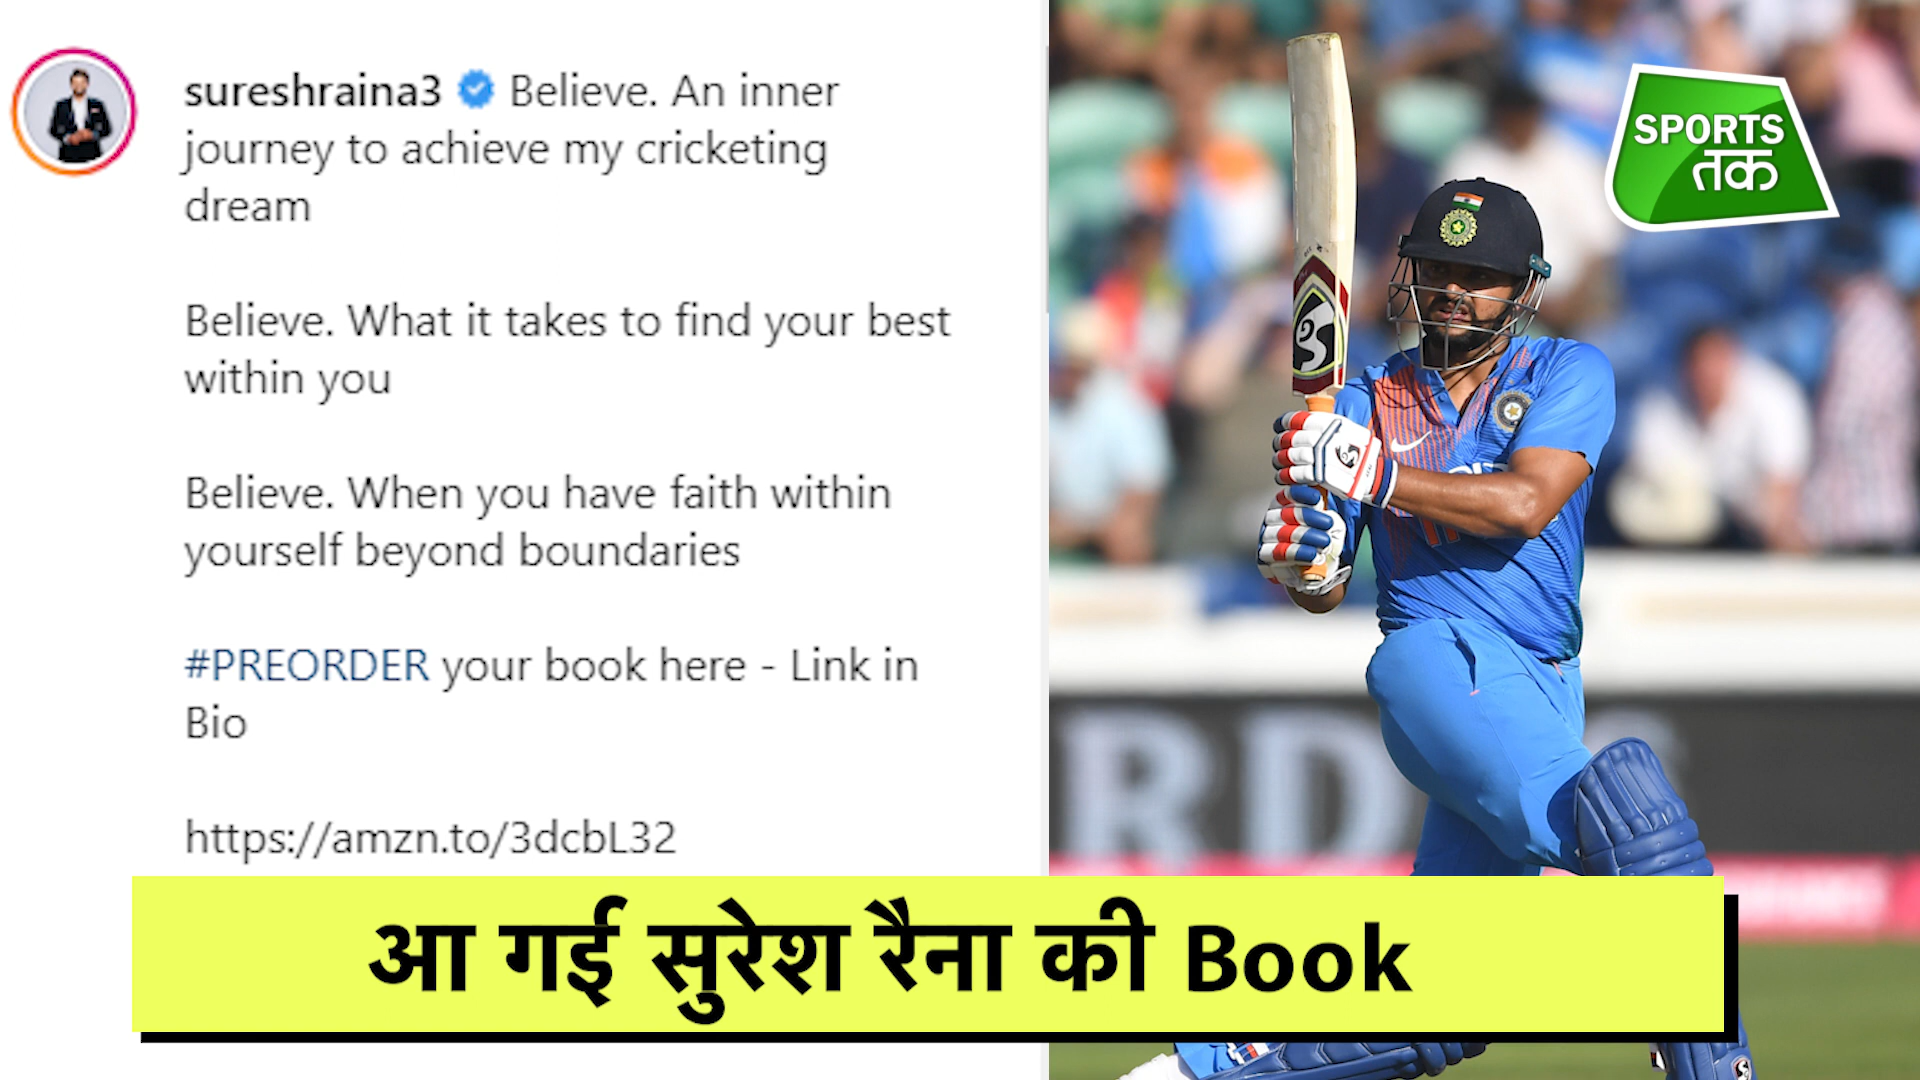 sureshraina3 Believe. An inner
journey to achieve my cricketing
dream
Believe. What it takes to find your best
within you
Believe. When you have faith within
yourself beyond boundaries
#PREORDER your book here - Link in
Bio
https://amzn.to/3dcbL32
SPORTS
तक
RD
आ गई सुरेश रैना की Book